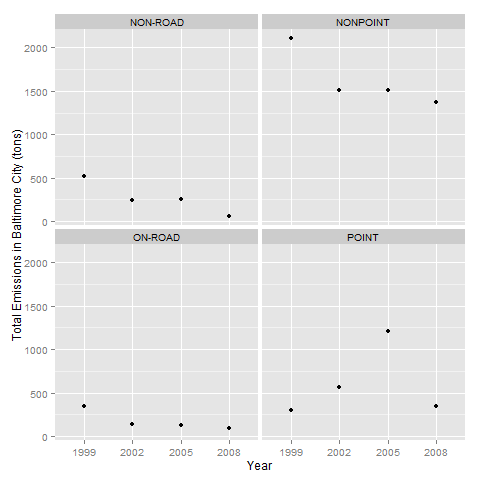 NON-ROAD
NONPOINT
2000
1500
1000
500
0
ON-ROAD
POINT
2000
1500
1000
500
0
1999 2002 2005 2008
1999 2002 2005 2008
Year
Total Emissions in Baltimore City (tons)